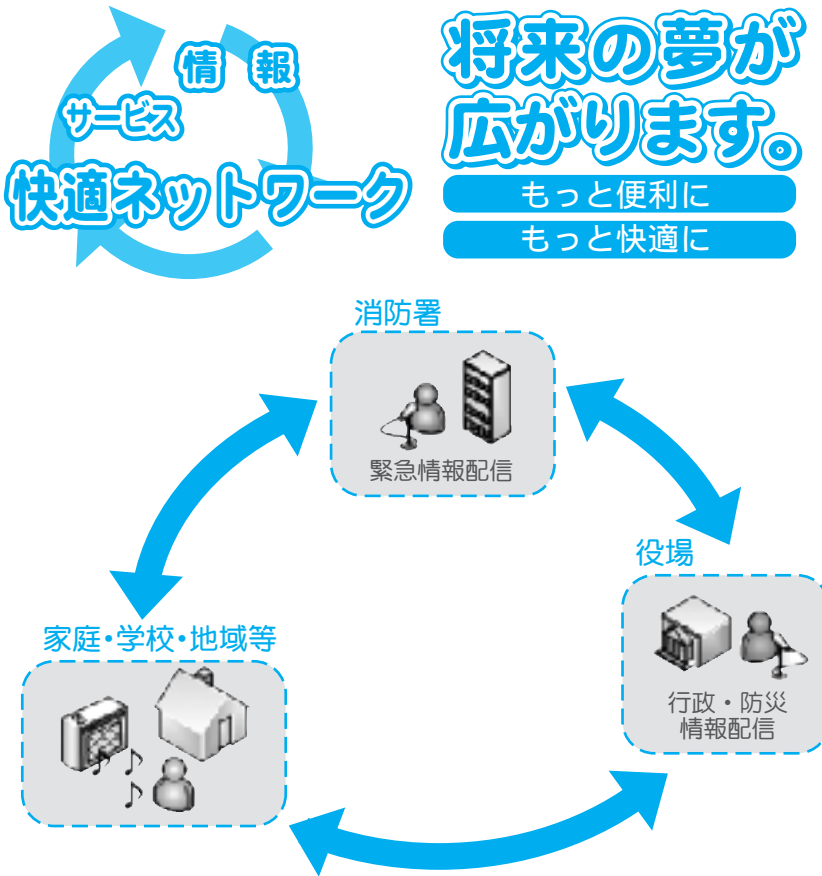 情報
サービス
快適ネットワーク
将来の夢が
広がります。
もっと便利に
もっと快適に
消防署
緊急情報配信
役場
行政・防災
情報配信
家庭・学校・地域等